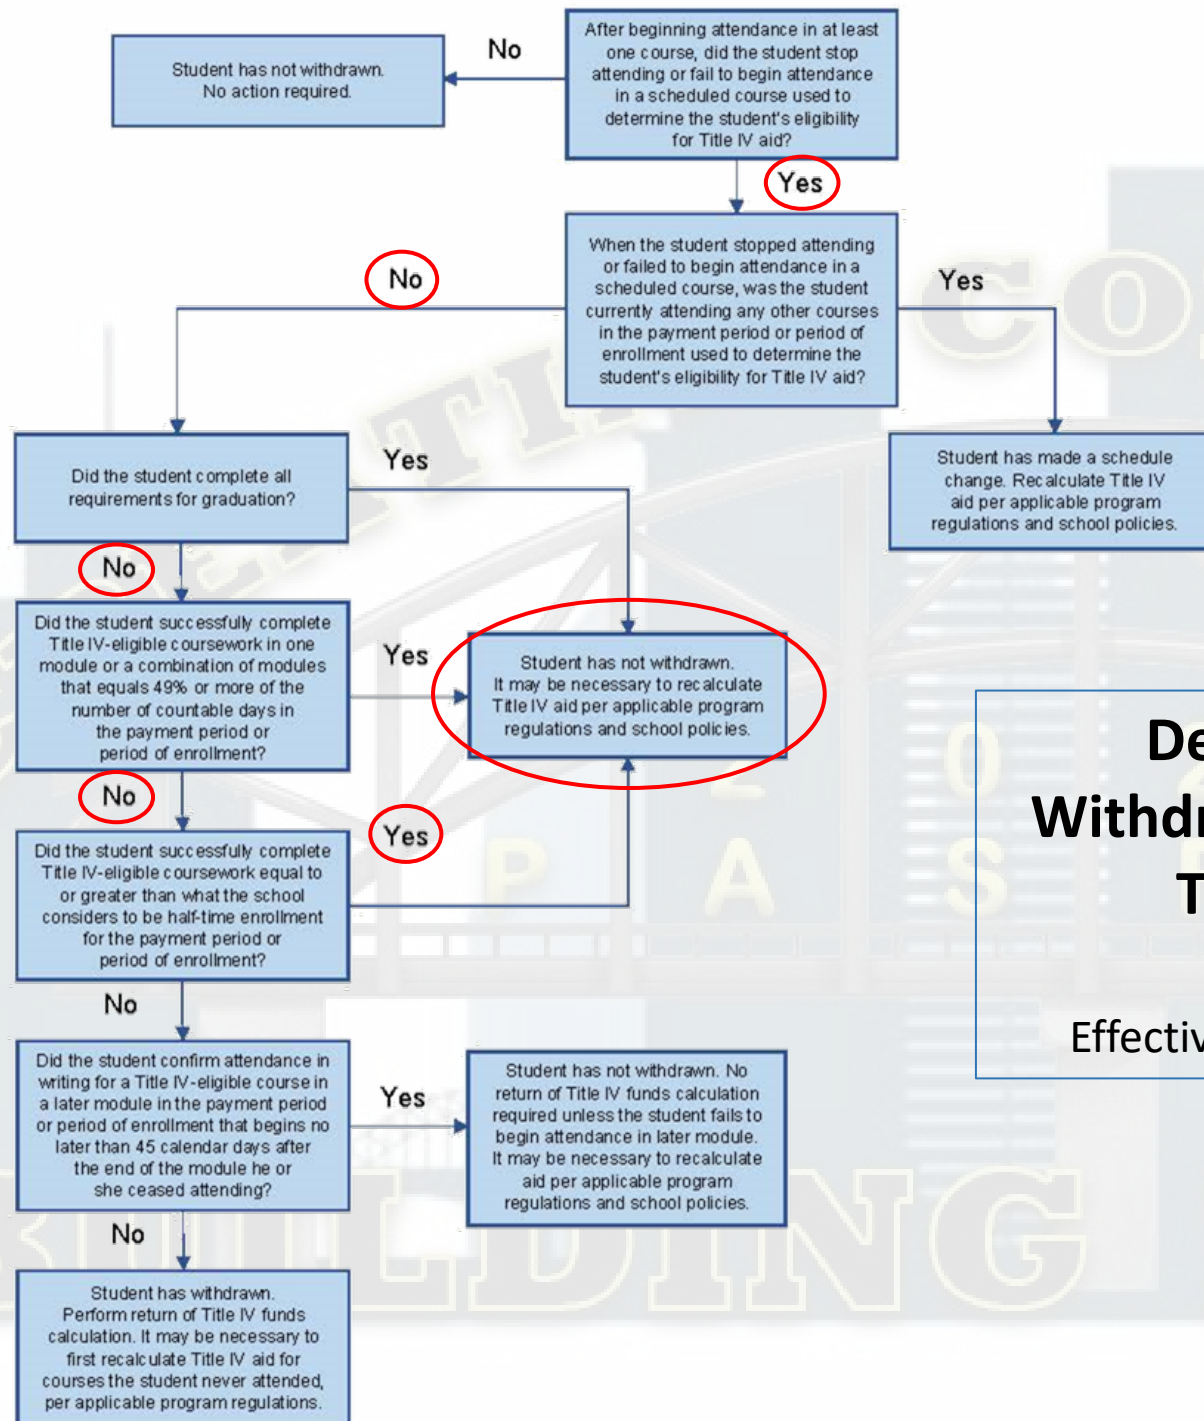 After beginning attendance in at least
one course, did the student stop
attending or fail to begin attendance
in a scheduled course used to
determine the student's eligibility
for Title IV aid?
No
Student has not withdrawn.
No action required.
Yes
When the student stopped attending
or failed to begin attendance in a
scheduled course, was the student
currently attending any other courses
in the payment period or period of
enrollment used to determine the
student's eligibility for Title IV aid?
No
Yes
Student has made a schedule
change. Recalculate Title IV
aid per applicable program
regulations and school policies.
Did the student complete all
requirements for graduation?
Yes
No
Did the student successfully complete
Title IV-eligible coursework in one
module or a combination of modules
that equals 49% or more of the
number of countable days in
the payment period or
period of enrollment?
Yes
Student has not withdrawn.
It may be necessary to recalculate
Title IV aid per applicable program
regulations and school policies.
No
Did the student successfully complete
Title IV-eligible coursework equal to
or greater than what the school
considers to be half-time enrollment
for the payment period or
period of enrollment?
Yes
No
Did the student confirm attendance in
writing for a Title IV-eligible course in
a later module in the payment period
or period of enrollment that begins no
later than 45 calendar days after
the end of the module he or
she ceased attending?
Yes
Student has not withdrawn. No
return of Title IV funds calculation
required unless the student fails to
begin attendance in later module.
It may be necessary to recalculate
aid per applicable program
regulations and school policies.
No
Student has withdrawn.
Perform return of Title IV funds
calculation. It may be necessary to
first recalculate Title IV aid for
courses the student never attended,
per applicable program regulations.
De
Withdr
T
Effectiv
BUILDING